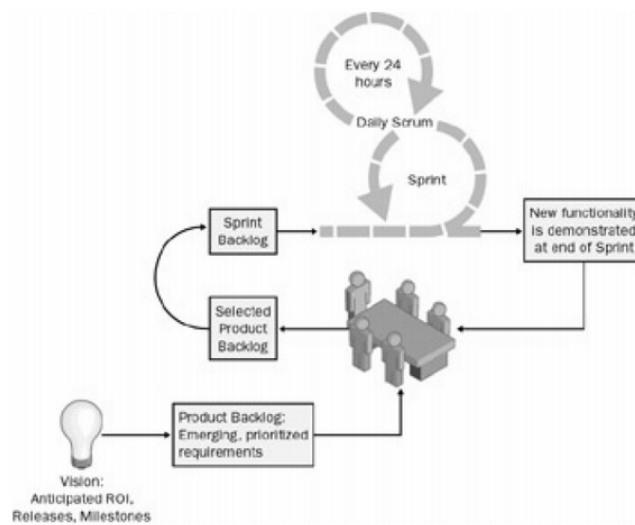 Every 24
hours
Daily Scrum
Sprint
Sprint
Backlog
New functionality
is demonstrated
at end of Sprint
Selected
Product
Backlog
Product Backlog:
Emerging, prioritized
requirements
Vision:
Anticipated ROI,
Releases, Milestones